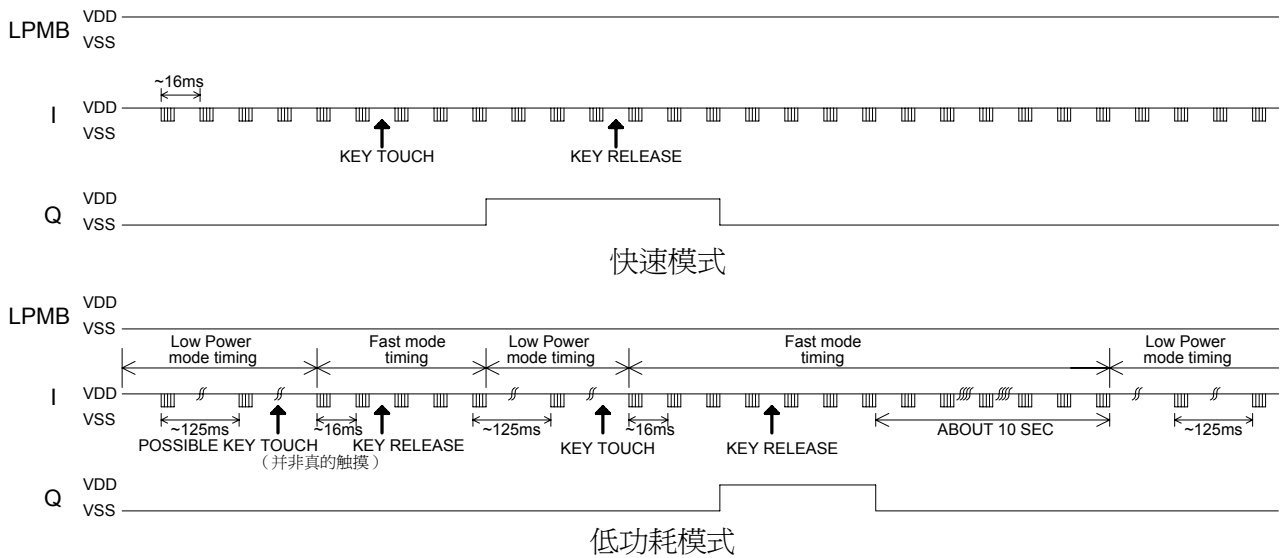 LPMB
VDD
VSS
~16ms
I
VDD
VSS
KEY TOUCH
KEY RELEASE
Q
VDD
VSS
快速模式
LPMB
VDD
VSS
Low Power
mode timing
Fast mode
timing
Low Power
mode timing
Fast mode
timing
Low Power
mode timing
I
VDD
VSS
~125ms
~16ms
~125ms
~16ms
ABOUT 10 SEC
~125ms
POSSIBLE KEY TOUCH
(并非真的触摸)
KEY RELEASE
KEY TOUCH
KEY RELEASE
Q
VDD
VSS
低功耗模式